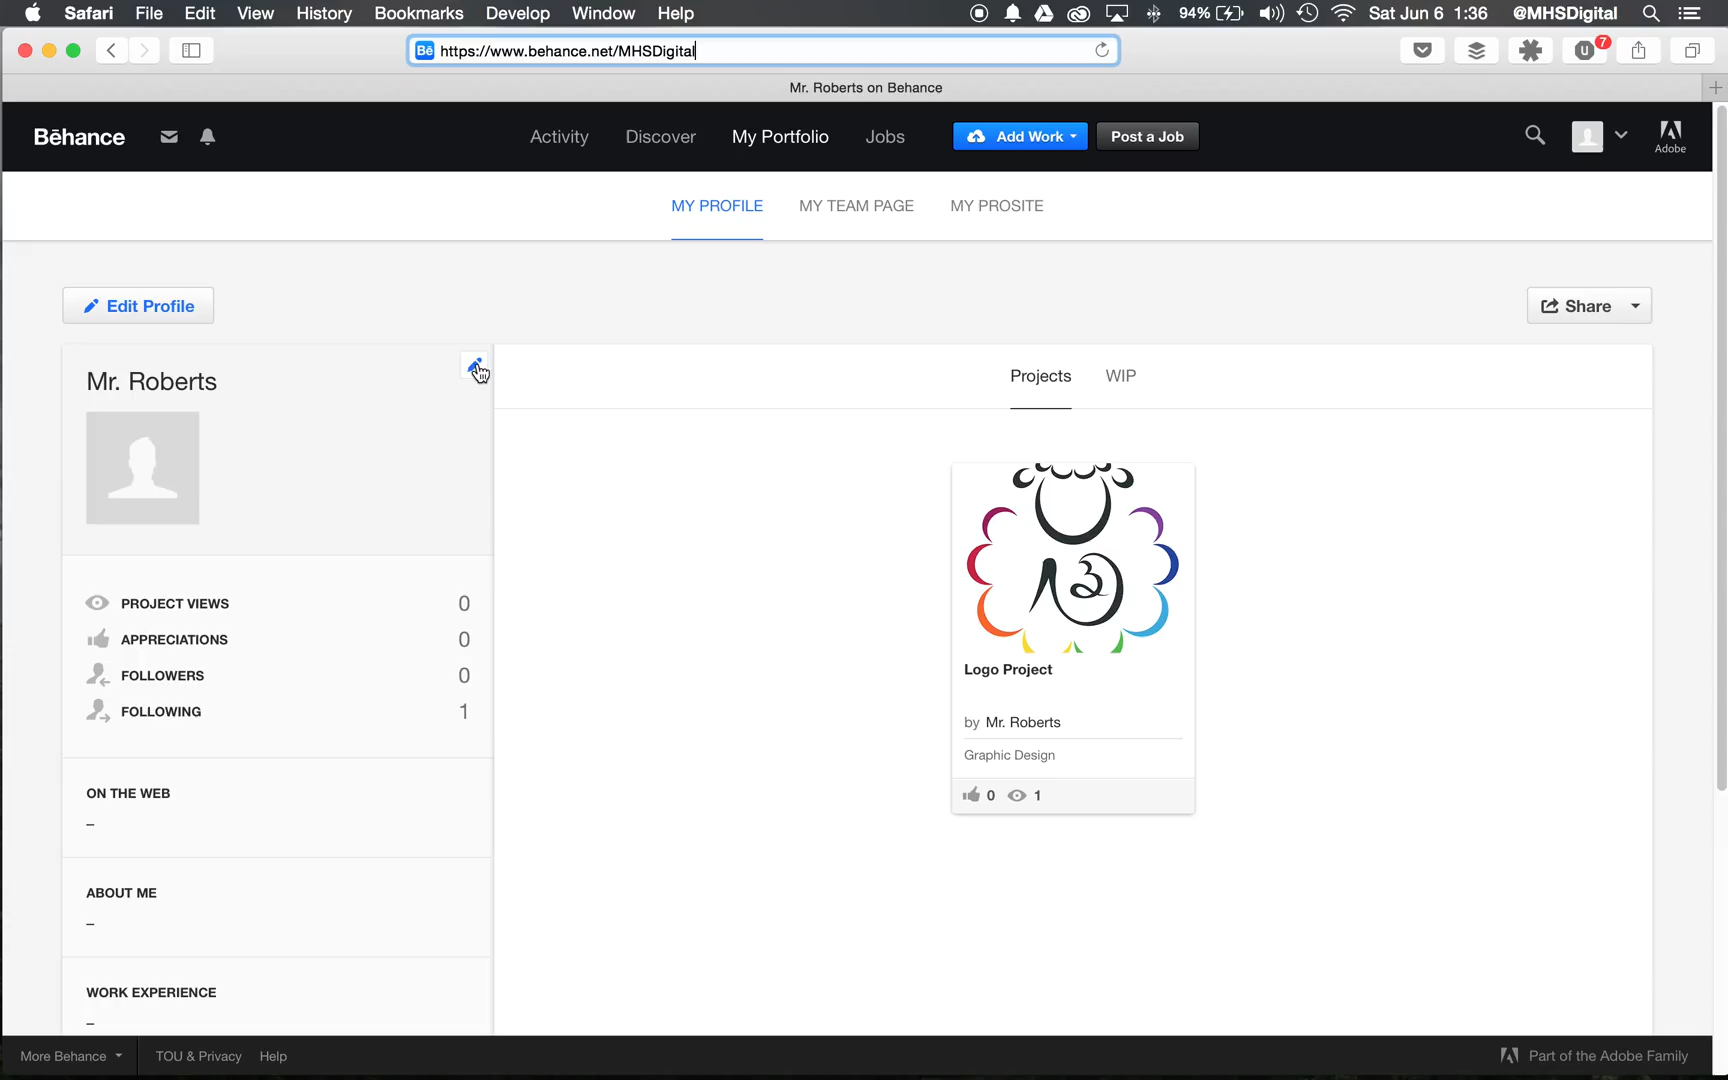 Safari File Edit View History Bookmarks Develop Window Help 94% Sat Jun 6 1:36 @MHSDigital
Bē https://www.behance.net/MHSDigital
7
Mr. Roberts on Behance
Bēhance Activity Discover My Portfolio Jobs Add Work Post a Job Adobe
MY PROFILE MY TEAM PAGE MY PROSITE
Edit Profile Share
Mr. Roberts
Projects WIP
PROJECT VIEWS 0
APPRECIATIONS 0
FOLLOWERS 0
FOLLOWING 1
ON THE WEB
–
ABOUT ME
–
WORK EXPERIENCE
–
Logo Project
by Mr. Roberts
Graphic Design
0 1
More Behance TOU & Privacy Help Part of the Adobe Family